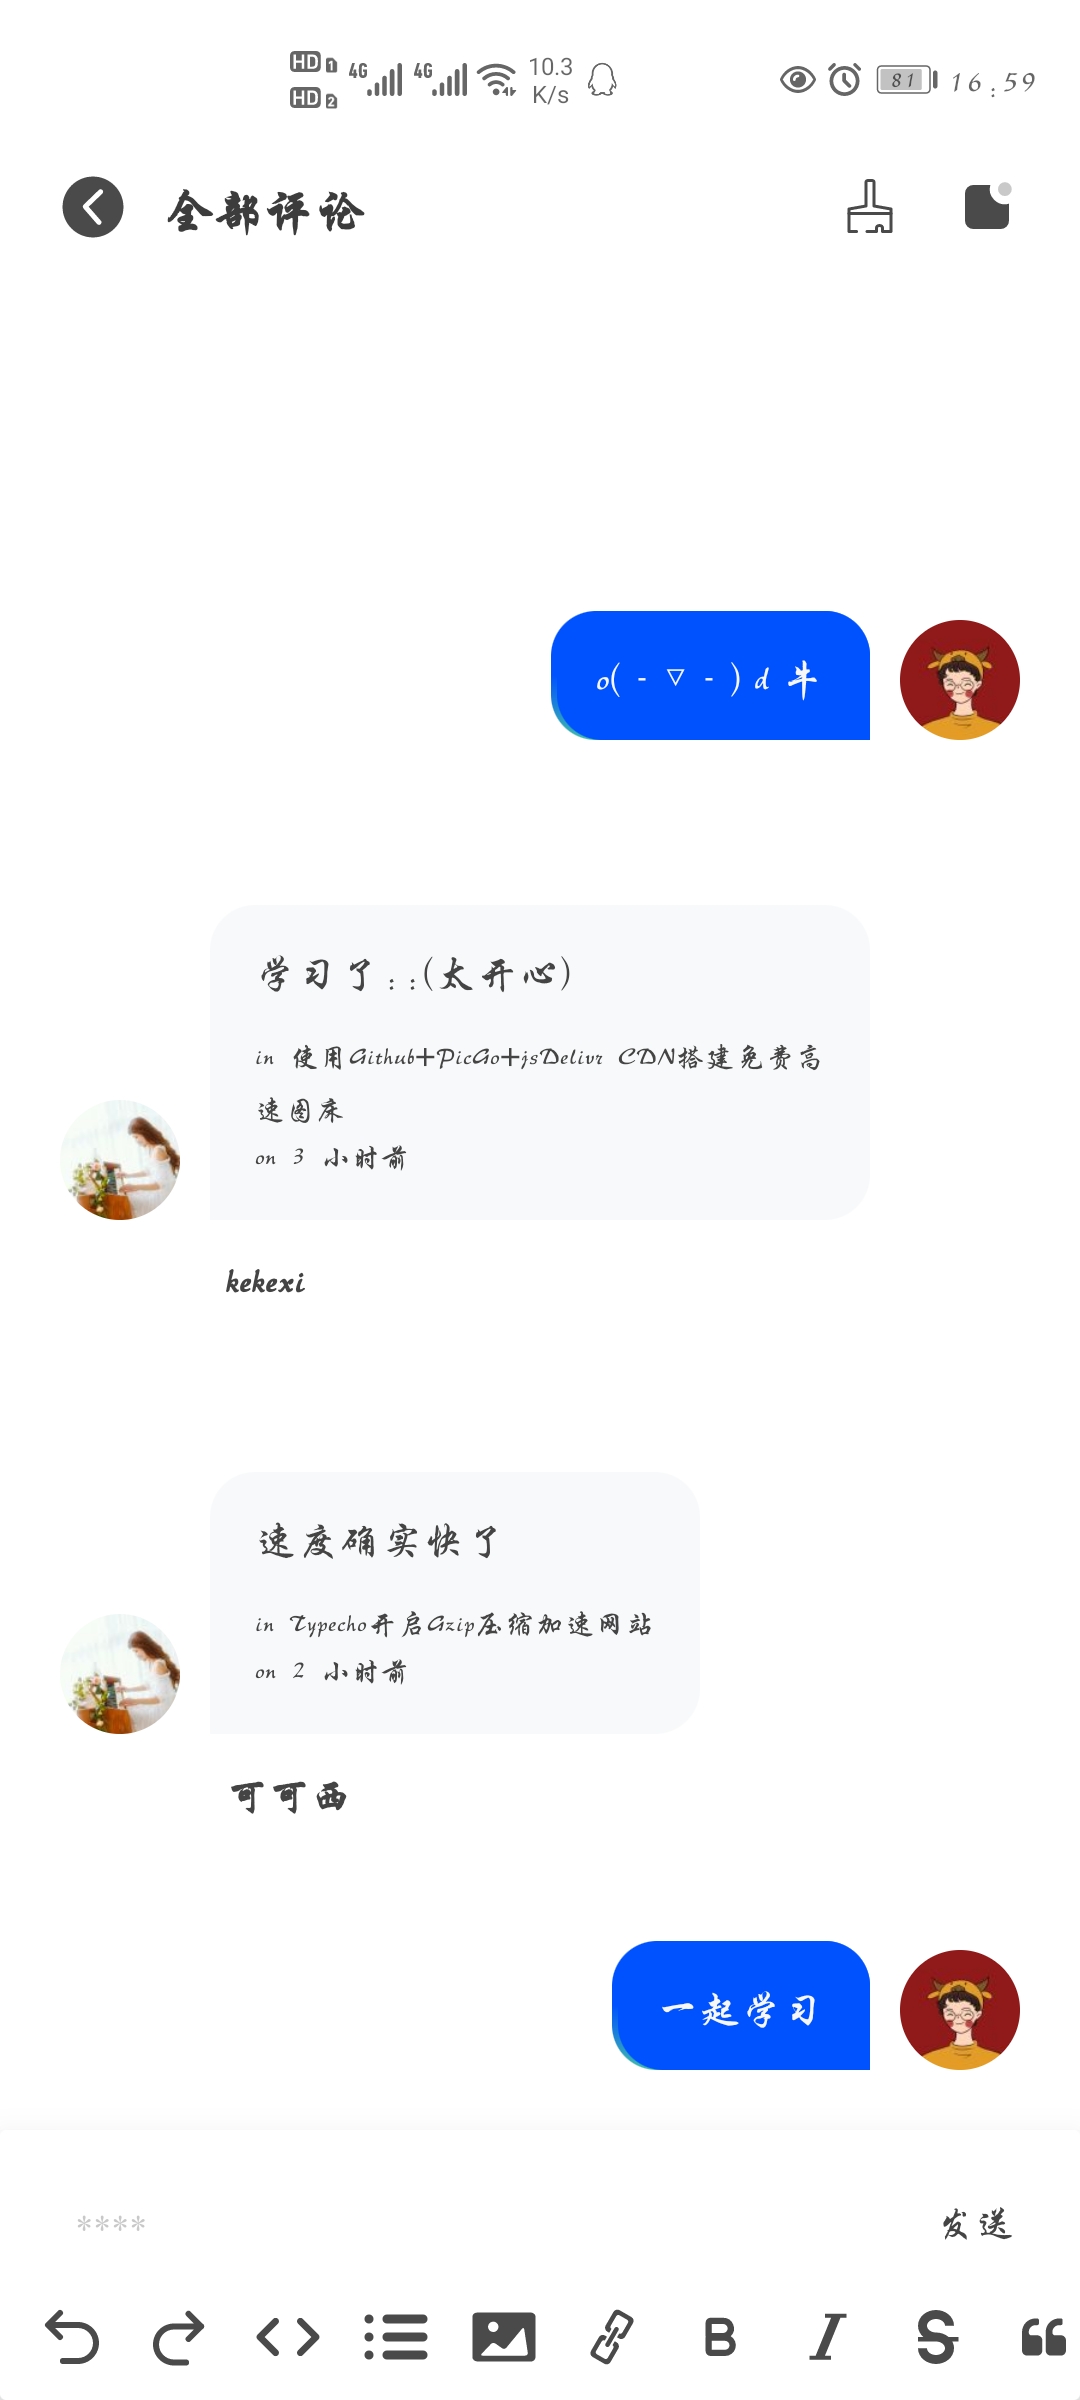 HD 1 4G 4G 10.3 81 16:59
HD 2 K/s
全部评论
o( - ▽ - ) d 牛
学习了 : :(太开心)
in 使用Github+PicGo+jsDelivr CDN搭建免费高
速图床
on 3 小时前
kekexi
速度确实快了
in Typecho开启Gzip压缩加速网站
on 2 小时前
可可西
一起学习
**** 发送
B I S